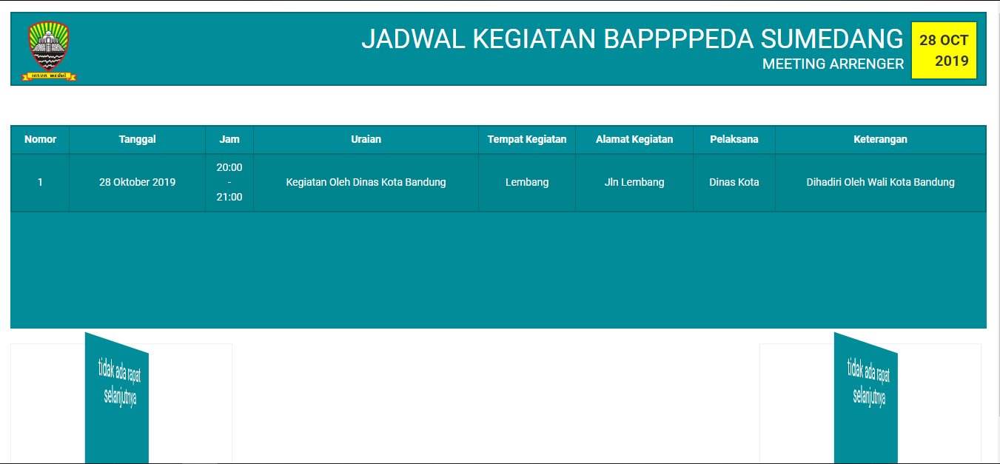 JADWAL KEGIATAN BAPPPPEDA SUMEDANG
MEETING ARRENGER
28 OCT
2019
Nomor Tanggal Jam Uraian Tempat Kegiatan Alamat Kegiatan Pelaksana Keterangan
1 28 Oktober 2019 20:00 - 21:00 Kegiatan Oleh Dinas Kota Bandung Lembang Jln Lembang Dinas Kota Dihadiri Oleh Wali Kota Bandung
tidak ada rapat
selanjutnya
tidak ada rapat
selanjutnya